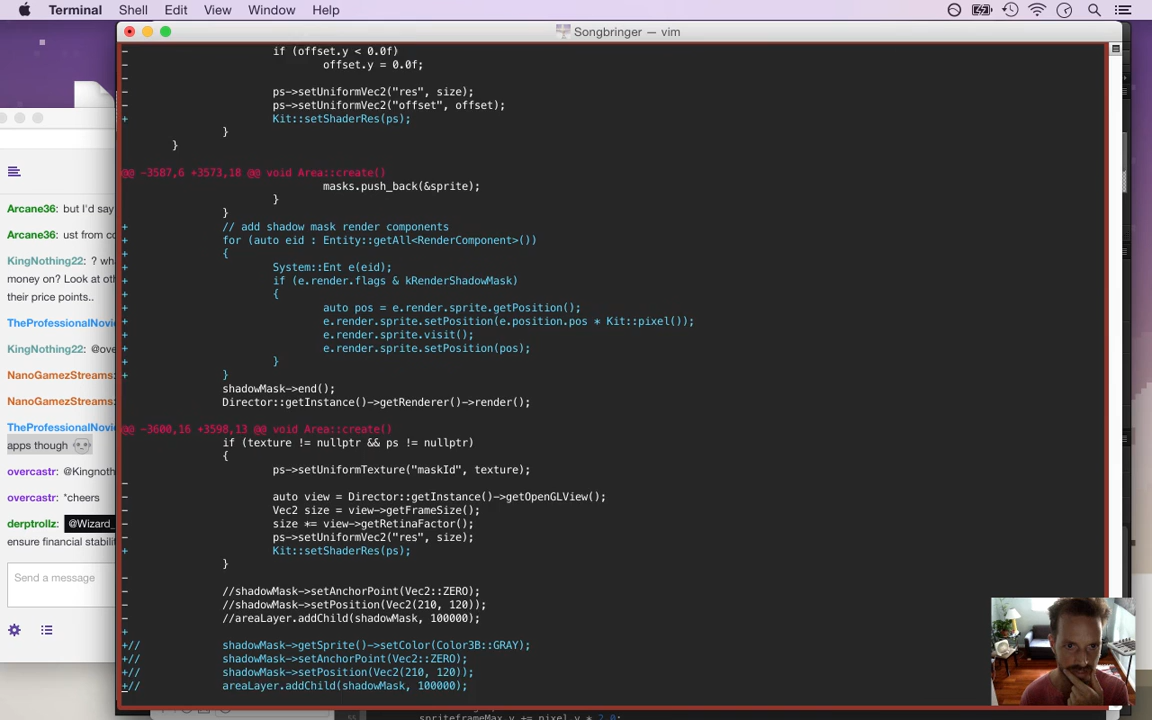 Terminal Shell Edit View Window Help
Songbringer — vim
- if (offset.y < 0.0f)
- offset.y = 0.0f;
-
- ps->setUniformVec2("res", size);
- ps->setUniformVec2("offset", offset);
+ Kit::setShaderRes(ps);
}
}
@@ -3587,6 +3573,18 @@ void Area::create()
masks.push_back(&sprite);
}
}
+ // add shadow mask render components
+ for (auto eid : Entity::getAll<RenderComponent>())
+ {
+ System::Ent e(eid);
+ if (e.render.flags & kRenderShadowMask)
+ {
+ auto pos = e.render.sprite.getPosition();
+ e.render.sprite.setPosition(e.position.pos * Kit::pixel());
+ e.render.sprite.visit();
+ e.render.sprite.setPosition(pos);
+ }
+ }
shadowMask->end();
Director::getInstance()->getRenderer()->render();
@@ -3600,16 +3598,13 @@ void Area::create()
if (texture != nullptr && ps != nullptr)
{
ps->setUniformTexture("maskId", texture);
-
- auto view = Director::getInstance()->getOpenGLView();
- Vec2 size = view->getFrameSize();
- size *= view->getRetinaFactor();
- ps->setUniformVec2("res", size);
+ Kit::setShaderRes(ps);
}
-
- //shadowMask->setAnchorPoint(Vec2::ZERO);
- //shadowMask->setPosition(Vec2(210, 120));
- //areaLayer.addChild(shadowMask, 100000);
+
+// shadowMask->getSprite()->setColor(Color3B::GRAY);
+// shadowMask->setAnchorPoint(Vec2::ZERO);
+// shadowMask->setPosition(Vec2(210, 120));
+// areaLayer.addChild(shadowMask, 100000);
Arcane36: but I'd say
Arcane36: ust from
KingNothing22: ?
money on? Look at
their price points..
TheProfessionalNovi
KingNothing22:
NanoGamezStreams:
NanoGamezStreams:
TheProfessionalNovi
apps though
overcastr: @Kingnoth
overcastr: *cheers
derptrollz: @Wizard_
ensure financial
Send a message
spriteframeMax.y += pixel.y * 2.0;